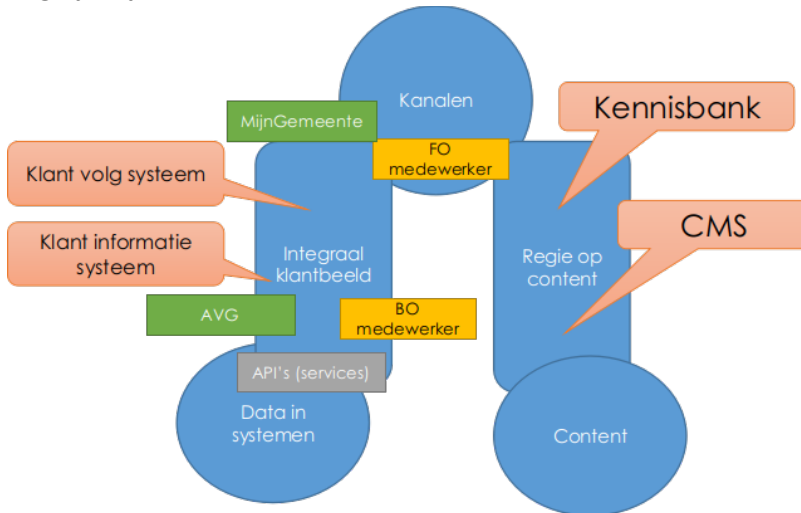 Kanalen
Kennisbank
MijnGemeente
FO
medewerker
Klant volg systeem
CMS
Klant informatie
systeem
Integraal
klantbeeld
Regie op
content
AVG
BO
medewerker
API's (services)
Data in
systemen
Content